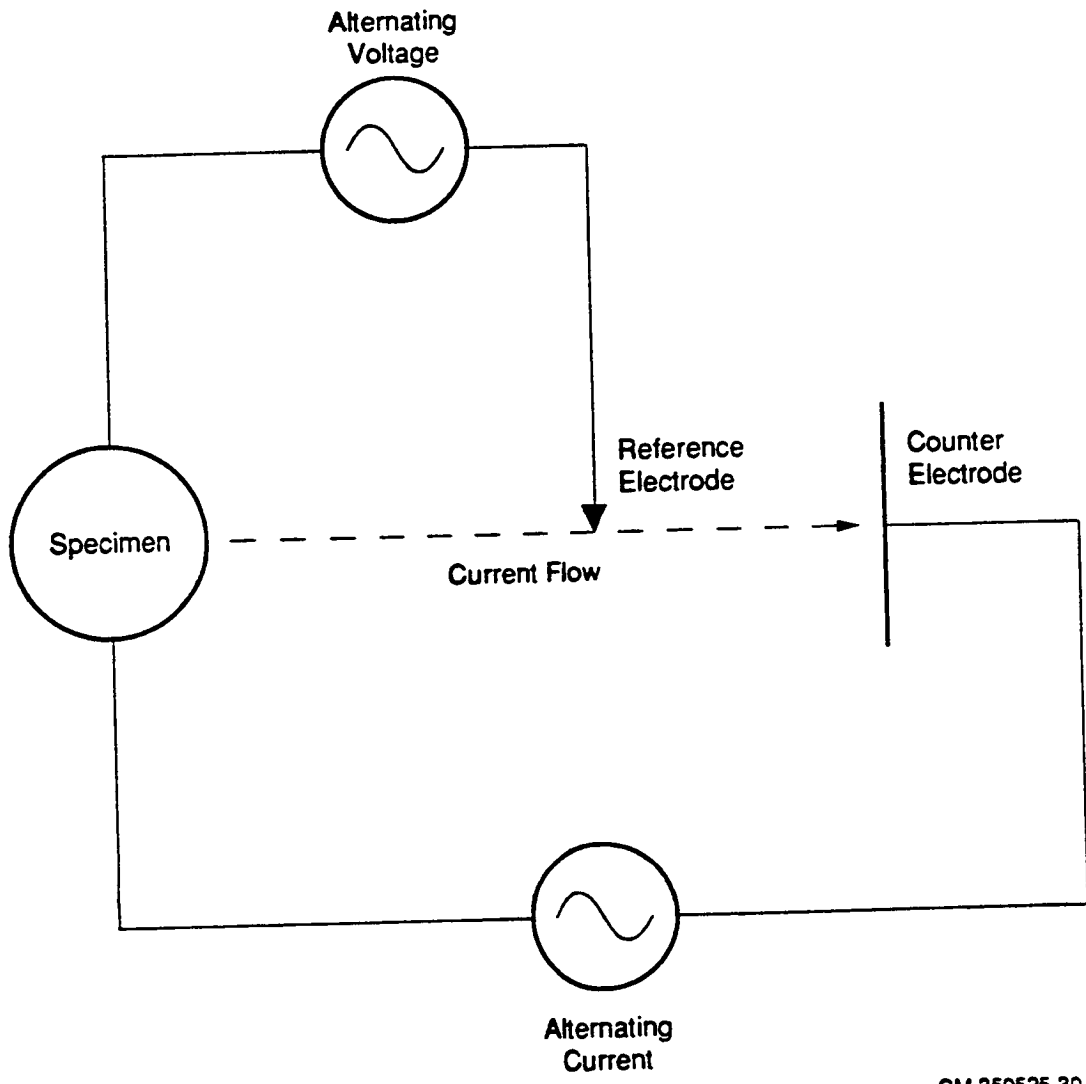 Alternating
Voltage
Reference
Electrode
Counter
Electrode
Specimen
Current Flow
Alternating
Current